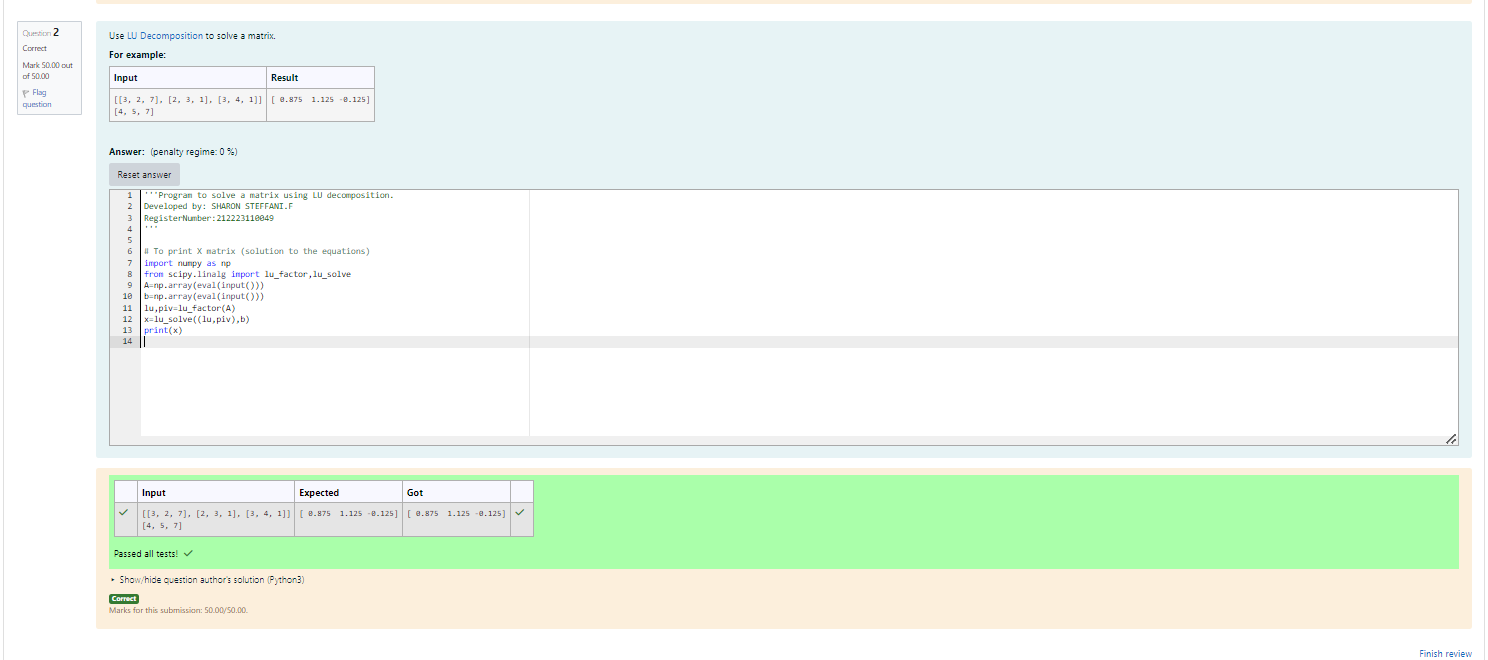 Question 2
Correct
Mark 50.00 out
of 50.00
Flag
question
Use LU Decomposition to solve a matrix.
For example:
Input Result
[[3, 2, 7], [2, 3, 1], [3, 4, 1]] [ 0.875  1.125 -0.125]
[4, 5, 7]
Answer: (penalty regime: 0 %)
Reset answer
1 '''Program to solve a matrix using LU decomposition.
2 Developed by: SHARON STEFFANI.F
3 RegisterNumber:212223110049
4 '''
5
6 # To print X matrix (solution to the equations)
7 import numpy as np
8 from scipy.linalg import lu_factor,lu_solve
9 A=np.array(eval(input()))
10 b=np.array(eval(input()))
11 lu,piv=lu_factor(A)
12 x=lu_solve((lu,piv),b)
13 print(x)
14
Input Expected Got
[[3, 2, 7], [2, 3, 1], [3, 4, 1]] [ 0.875  1.125 -0.125] [ 0.875  1.125 -0.125]
[4, 5, 7]
Passed all tests!
Show/hide question author's solution (Python3)
Correct
Marks for this submission: 50.00/50.00.
Finish review